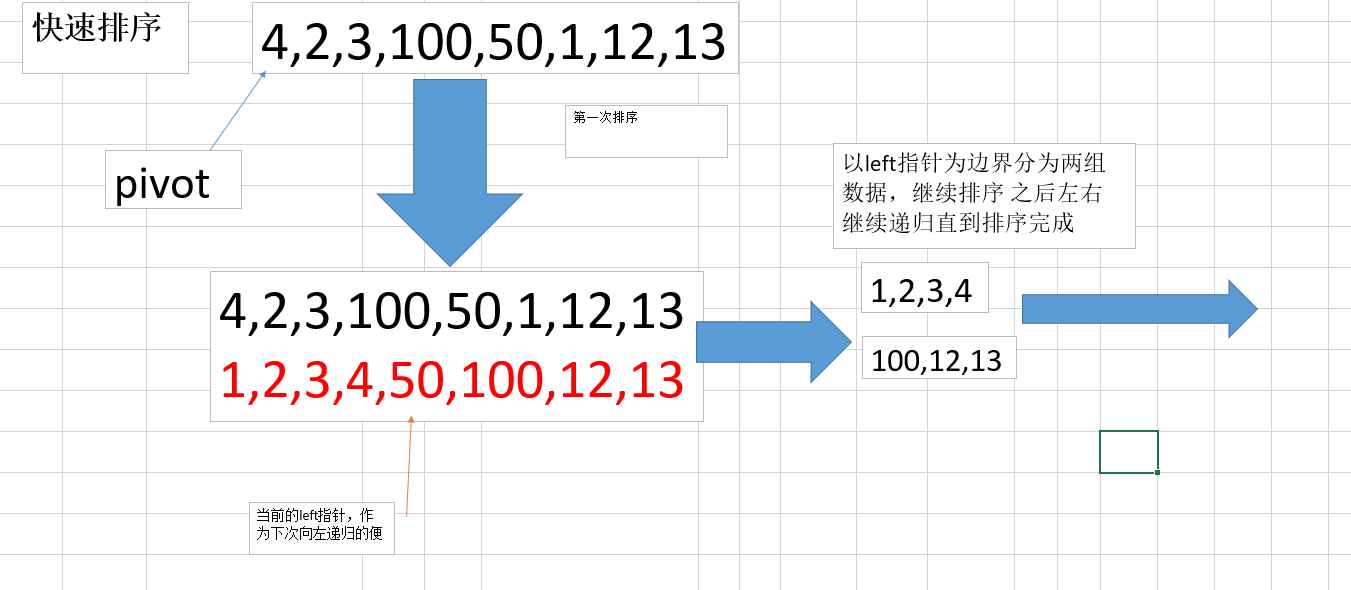 快速排序
4,2,3,100,50,1,12,13
第一次排序
pivot
以left指针为边界分为两组
数据，继续排序 之后左右
继续递归直到排序完成
4,2,3,100,50,1,12,13
1,2,3,4,50,100,12,13
1,2,3,4
100,12,13
当前的left指针，作
为下次向左递归的便